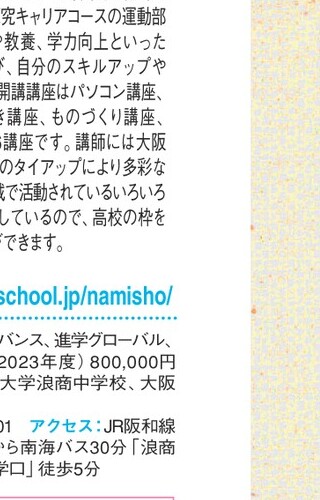 究キャリアコースの運動部
や教養、学力向上といった
び、自分のスキルアップや
開講講座はパソコン講座、
き講座、ものづくり講座、
講座です。講師には大阪
のタイアップにより多彩な
域で活動されているいろいろ
しているので、高校の枠を
ができます。
school.jp/namisho/
バンス、進学グローバル、
2023年度）800,000円
大学浪商中学校、大阪
01 アクセス：JR阪和線
から南海バス30分「浪商
学口」徒歩5分